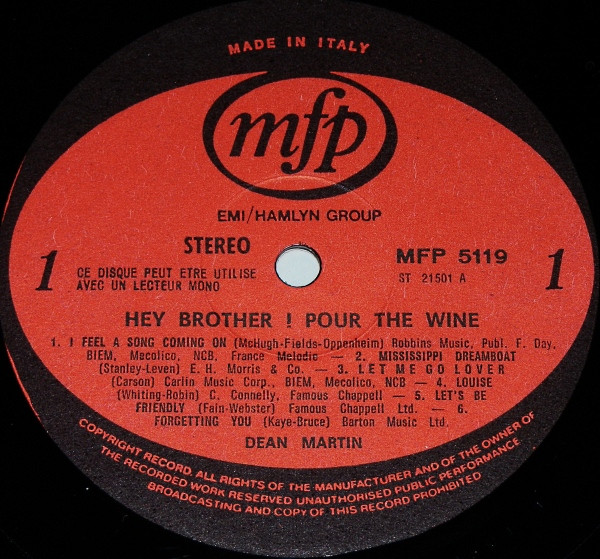 MADE IN ITALY
mfp
EMI/HAMLYN GROUP
STEREO
MFP 5119
1
CE DISQUE PEUT ETRE UTILISE
AVEC UN LECTEUR MONO
ST 21501 A
1
HEY BROTHER ! POUR THE WINE
1. I FEEL A SONG COMING ON (McHugh-Fields-Oppenheim) Robbins Music, Publ. F. Day,
BIEM, Mecolico, NCB, France Melodie — 2. MISSISSIPPI DREAMBOAT
(Stanley-Leven) E. H. Morris & Co. — 3. LET ME GO LOVER
(Carson) Carlin Music Corp., BIEM, Mecolico, NCB — 4. LOUISE
(Whiting-Robin) C. Connelly, Famous Chappell — 5. LET'S BE
FRIENDLY (Fain-Webster) Famous Chappell Ltd. — 6.
FORGETTING YOU (Kaye-Bruce) Barton Music Ltd.
DEAN MARTIN
COPYRIGHT RECORD. ALL RIGHTS OF THE MANUFACTURER AND OF THE OWNER OF
THE RECORDED WORK RESERVED UNAUTHORISED PUBLIC PERFORMANCE
BROADCASTING AND COPY OF THIS RECORD PROHIBITED